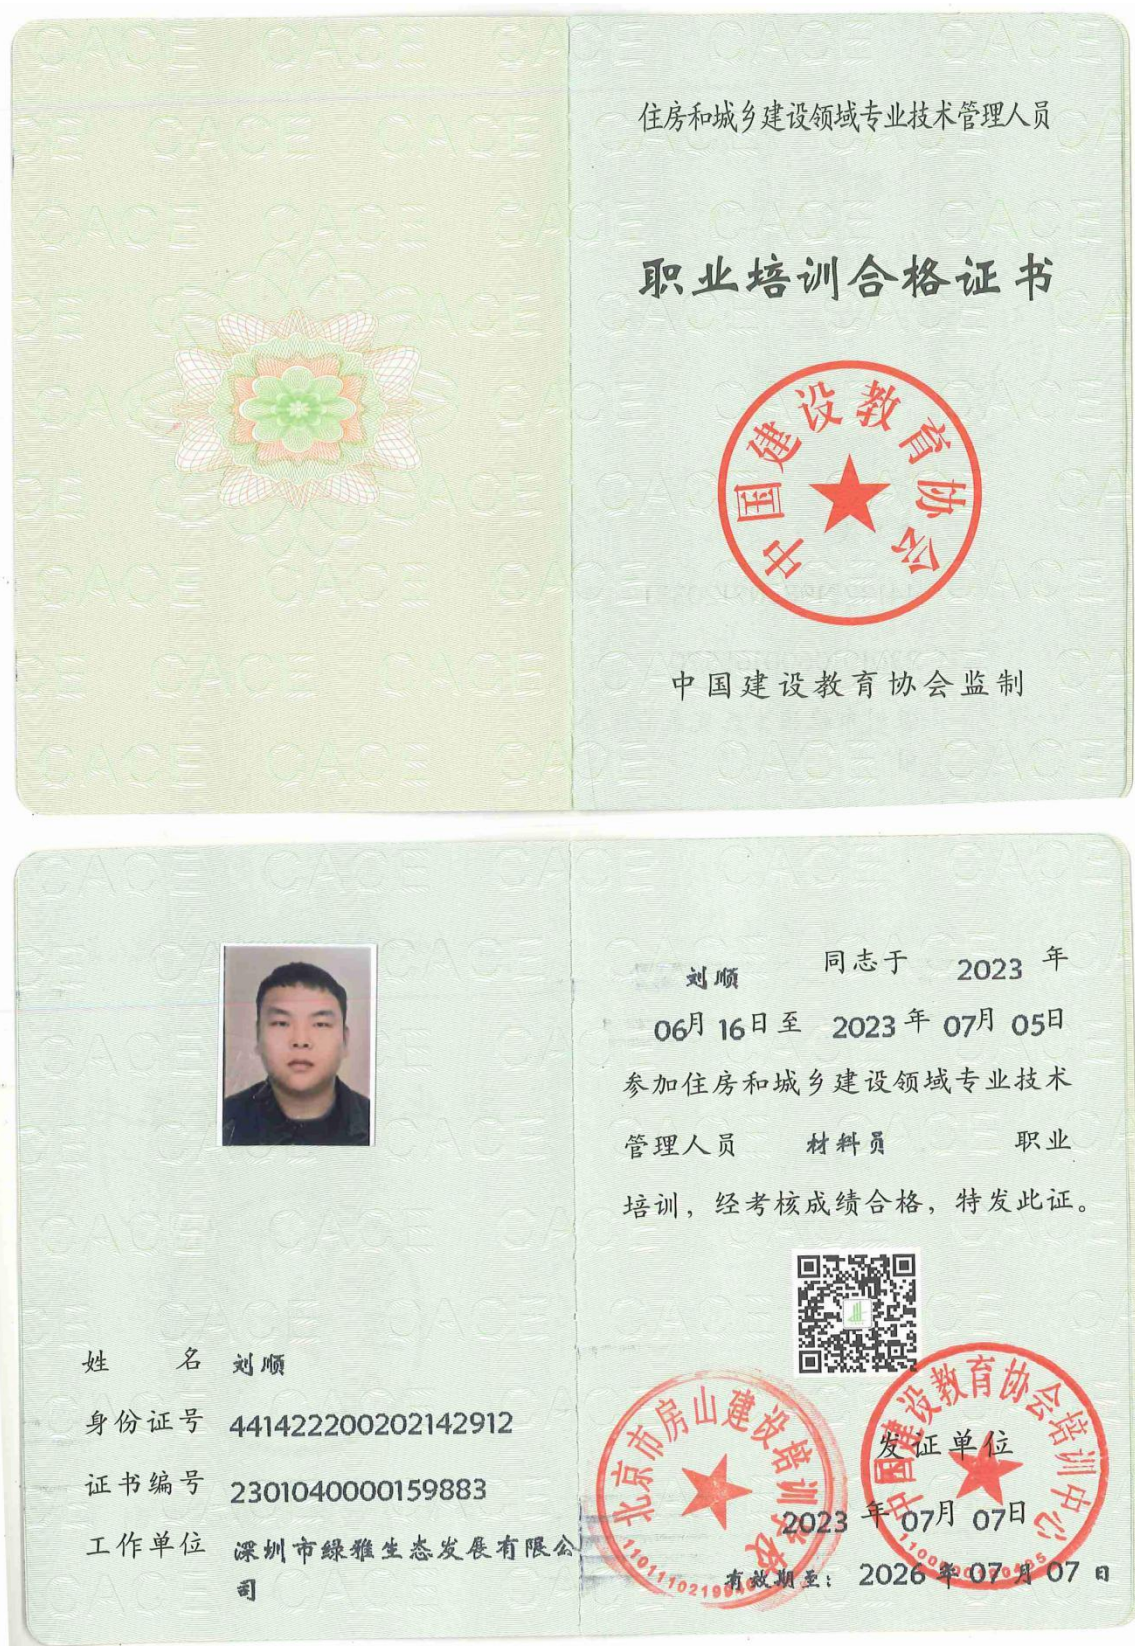 住房和城乡建设领域专业技术管理人员
职业培训合格证书
中国建设教育协会
中国建设教育协会监制
刘顺 同志于 2023 年
06月 16日至 2023 年 07月 05日
参加住房和城乡建设领域专业技术
管理人员 材料员 职业
培训，经考核成绩合格，特发此证。
姓 名 刘顺
身份证号 441422200202142912
证书编号 2301040000159883
工作单位 深圳市绿雅生态发展有限公
司
北京市房山建设培训学校
中国建设教育协会培训中心
发证单位
2023 年 07月 07日
有效期至: 2026 年 07 月 07 日
CACE